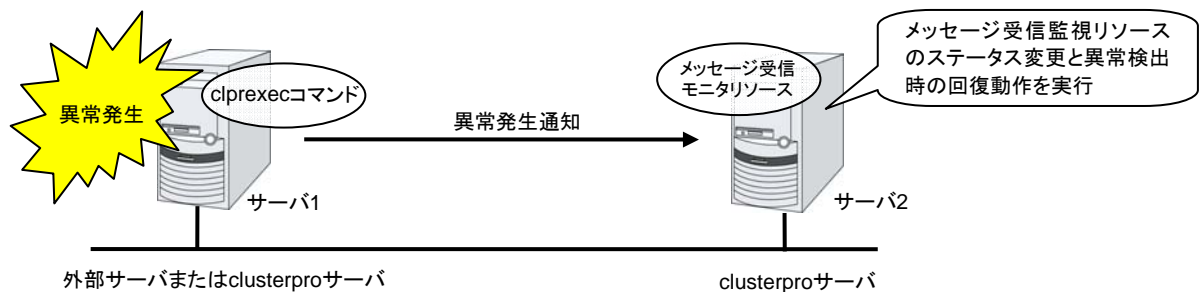 異常発生
clprexecコマンド
異常発生通知
メッセージ受信
モニタリソース
メッセージ受信監視リソース
のステータス変更と異常検出
時の回復動作を実行
サーバ1
サーバ2
外部サーバまたはclusterproサーバ
clusterproサーバ